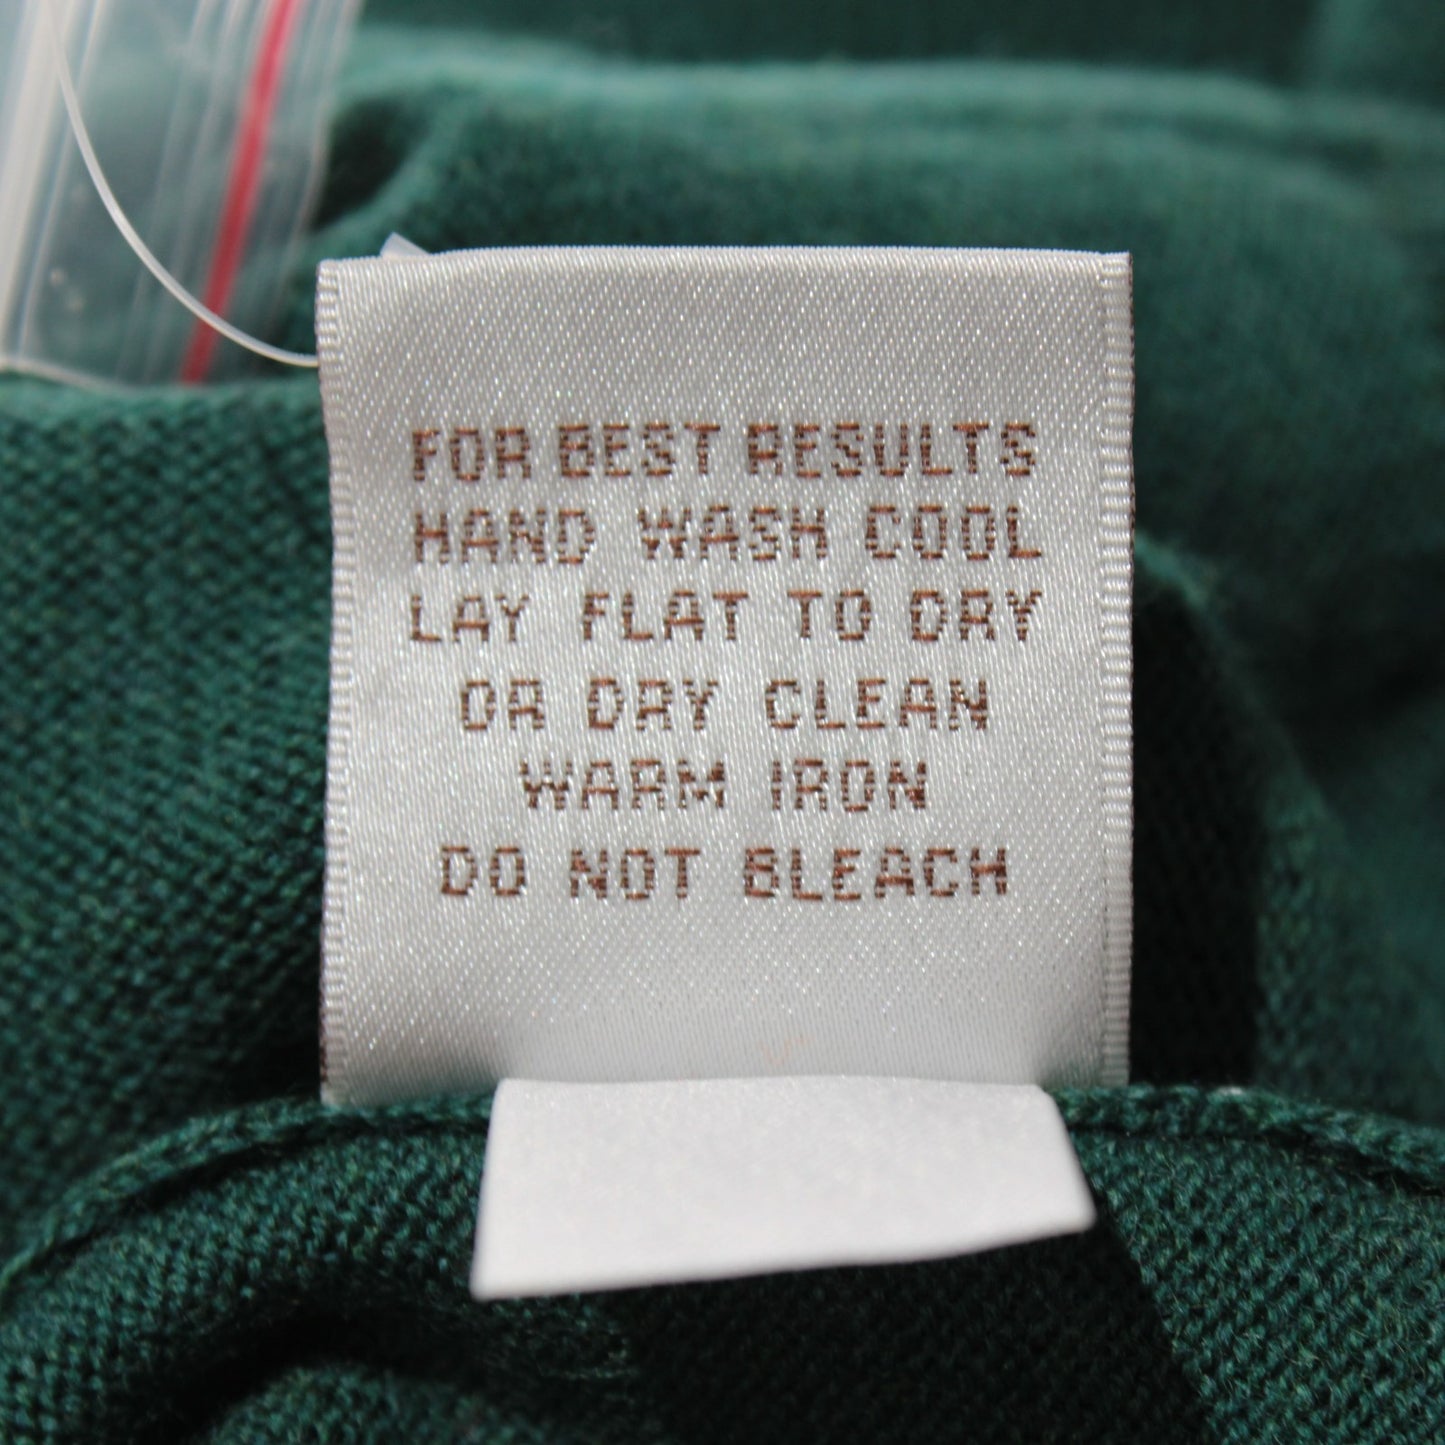 FOR BEST RESULTS
HAND WASH COOL
LAY FLAT TO DRY
OR DRY CLEAN
WARM IRON
DO NOT BLEACH